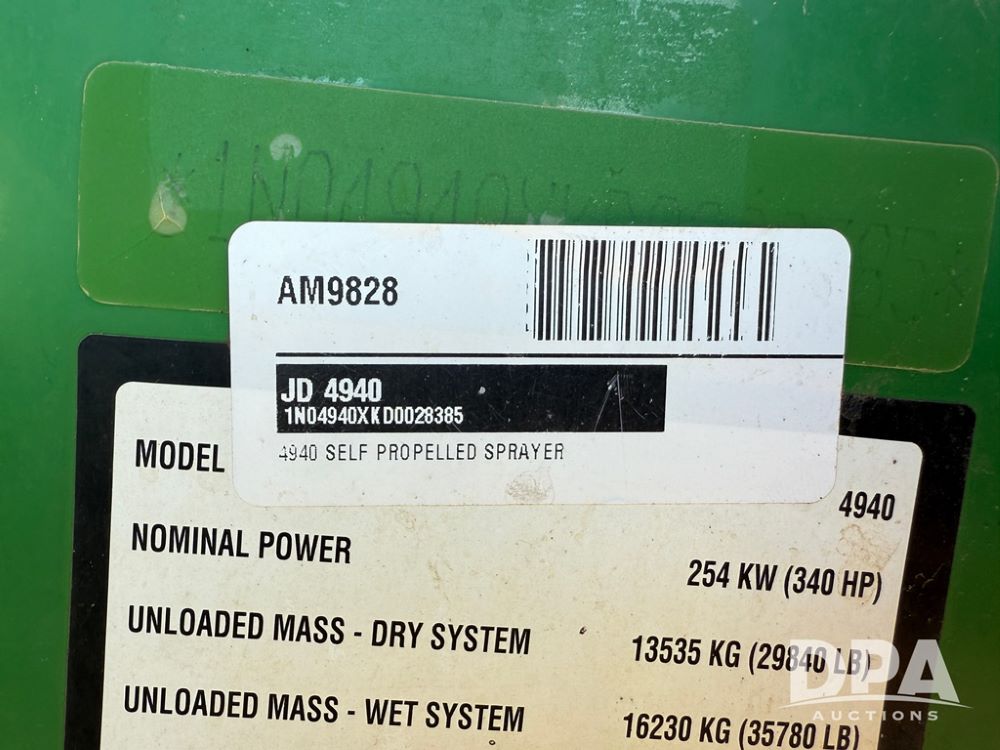 AM9828
JD 4940
1N04940XKD0028385
4940 SELF PROPELLED SPRAYER
MODEL 4940
NOMINAL POWER 254 KW (340 HP)
UNLOADED MASS - DRY SYSTEM 13535 KG (29840 LB)
UNLOADED MASS - WET SYSTEM 16230 KG (35780 LB)
DPA
AUCTIONS